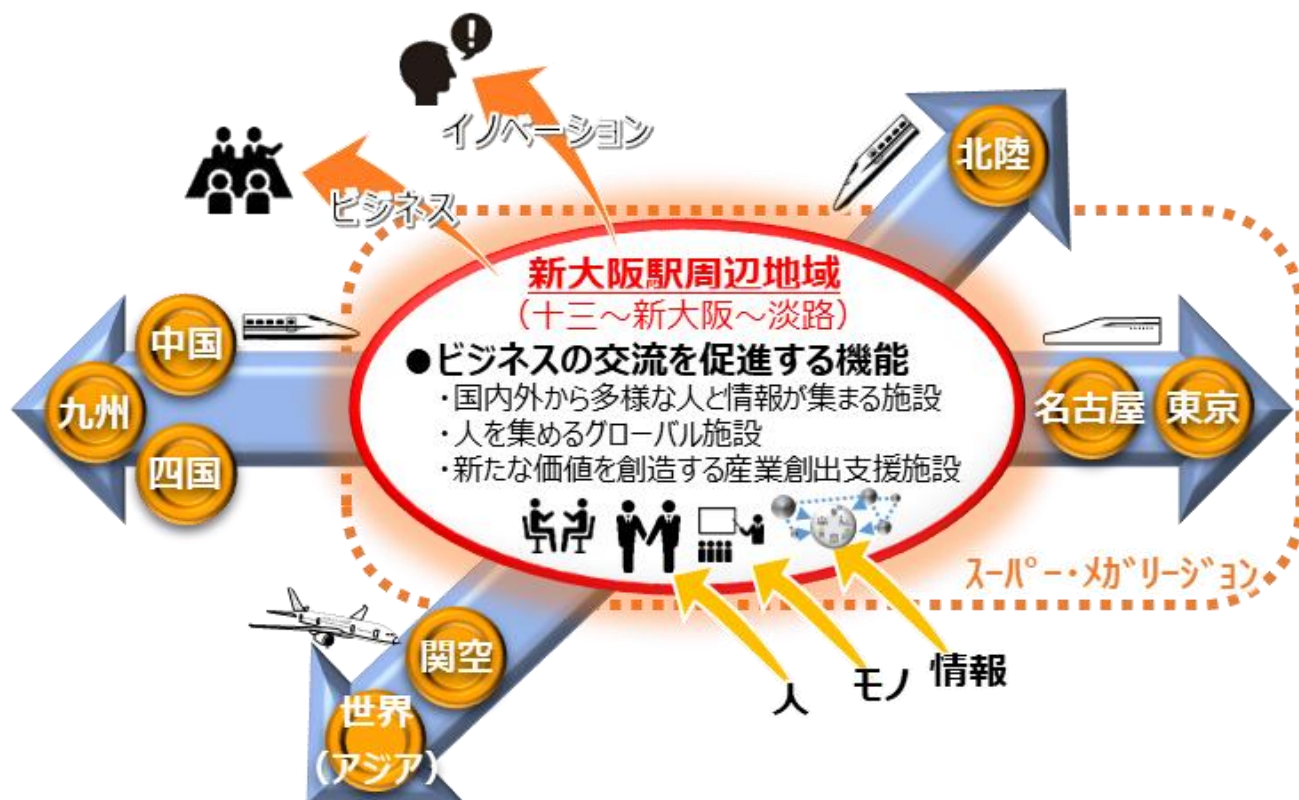 イノベーション
ビジネス
北陸
新大阪駅周辺地域
（十三～新大阪～淡路）
●ビジネスの交流を促進する機能
・国内外から多様な人と情報が集まる施設
・人を集めるグローバル施設
・新たな価値を創造する産業創出支援施設
中国
九州
四国
名古屋
東京
スーパー・メガリージョン
関空
世界
（アジア）
人
モノ
情報